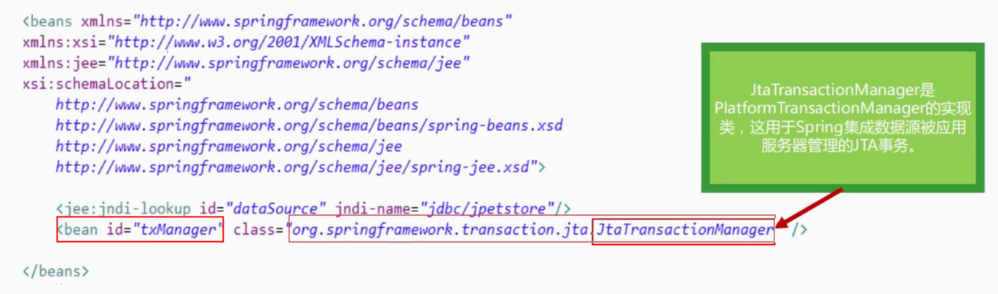 <beans xmlns="http://www.springframework.org/schema/beans"
xmlns:xsi="http://www.w3.org/2001/XMLSchema-instance"
xmlns:jee="http://www.springframework.org/schema/jee"
xsi:schemaLocation="
http://www.springframework.org/schema/beans
http://www.springframework.org/schema/beans/spring-beans.xsd
http://www.springframework.org/schema/jee
http://www.springframework.org/schema/jee/spring-jee.xsd">
<jee:jndi-lookup id="dataSource" jndi-name="jdbc/jpetstore"/>
<bean id="txManager" class="org.springframework.transaction.jta.JtaTransactionManager" />
</beans>
JtaTransactionManager是
PlatformTransactionManager的实现
类，这用于Spring集成数据源被应用
服务器管理的JTA事务。